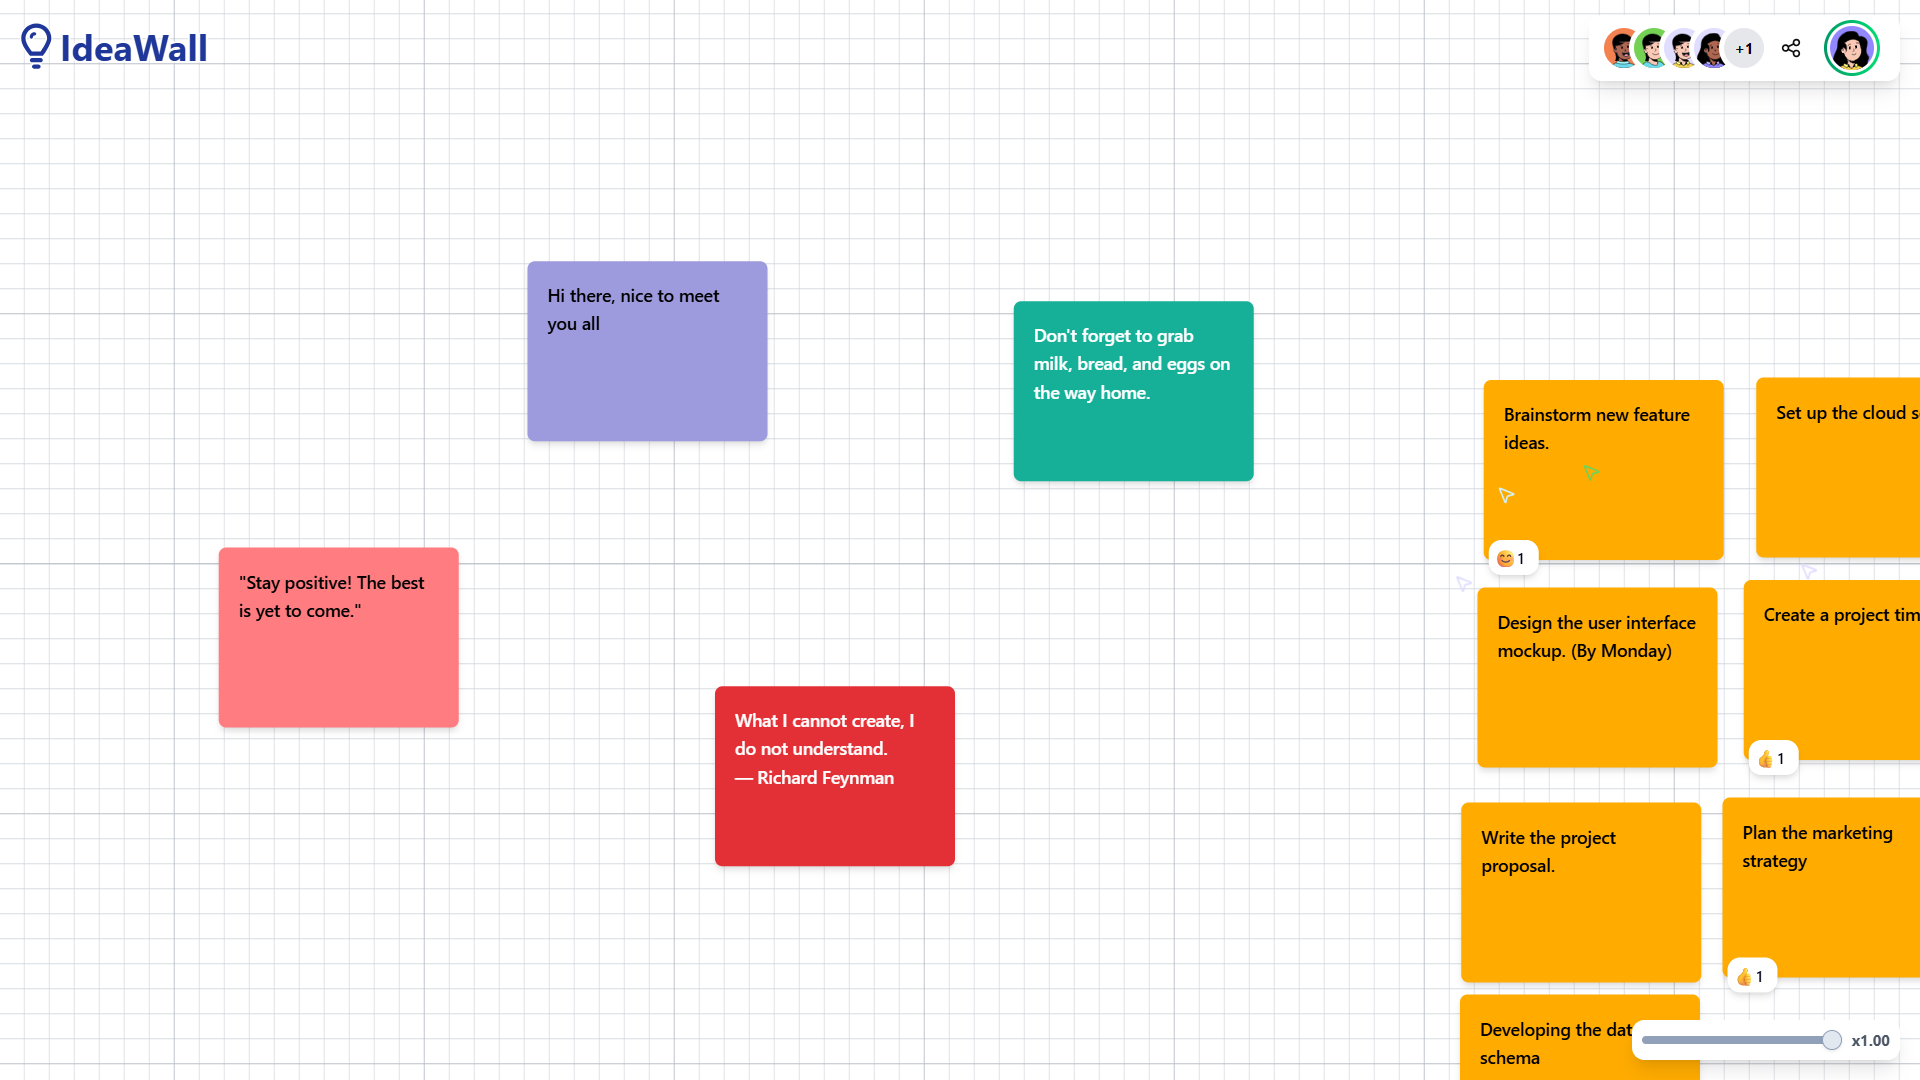 IdeaWall
+1
Hi there, nice to meet
you all
Don't forget to grab
milk, bread, and eggs on
the way home.
Brainstorm new feature
ideas.
😊 1
Set up the cloud s
"Stay positive! The best
is yet to come."
Design the user interface
mockup. (By Monday)
Create a project tim
👍 1
What I cannot create, I
do not understand.
— Richard Feynman
Write the project
proposal.
Plan the marketing
strategy
👍 1
Developing the dat
schema
x1.00